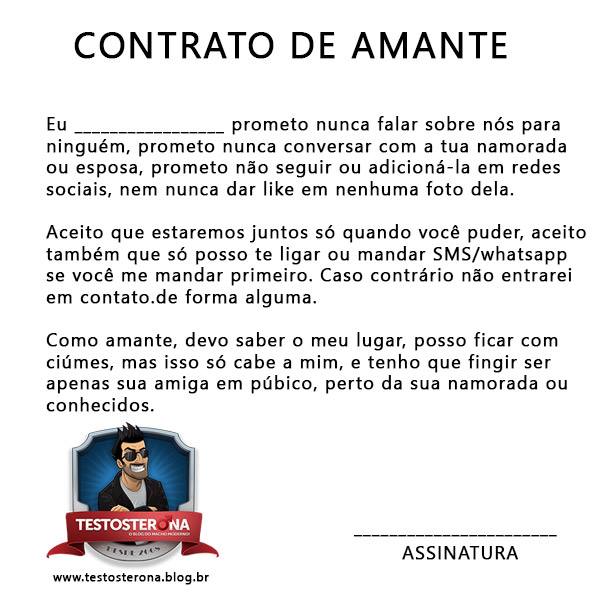 CONTRATO DE AMANTE
Eu _________________ prometo nunca falar sobre nós para
ninguém, prometo nunca conversar com a tua namorada
ou esposa, prometo não seguir ou adicioná-la em redes
sociais, nem nunca dar like em nenhuma foto dela.
Aceito que estaremos juntos só quando você puder, aceito
também que só posso te ligar ou mandar SMS/whatsapp
se você me mandar primeiro. Caso contrário não entrarei
em contato.de forma alguma.
Como amante, devo saber o meu lugar, posso ficar com
ciúmes, mas isso só cabe a mim, e tenho que fingir ser
apenas sua amiga em púbico, perto da sua namorada ou
conhecidos.
TESTOSTERONA
O BLOG DO MACHO MODERNO!
DESDE 2008
www.testosterona.blog.br
_______________________
ASSINATURA